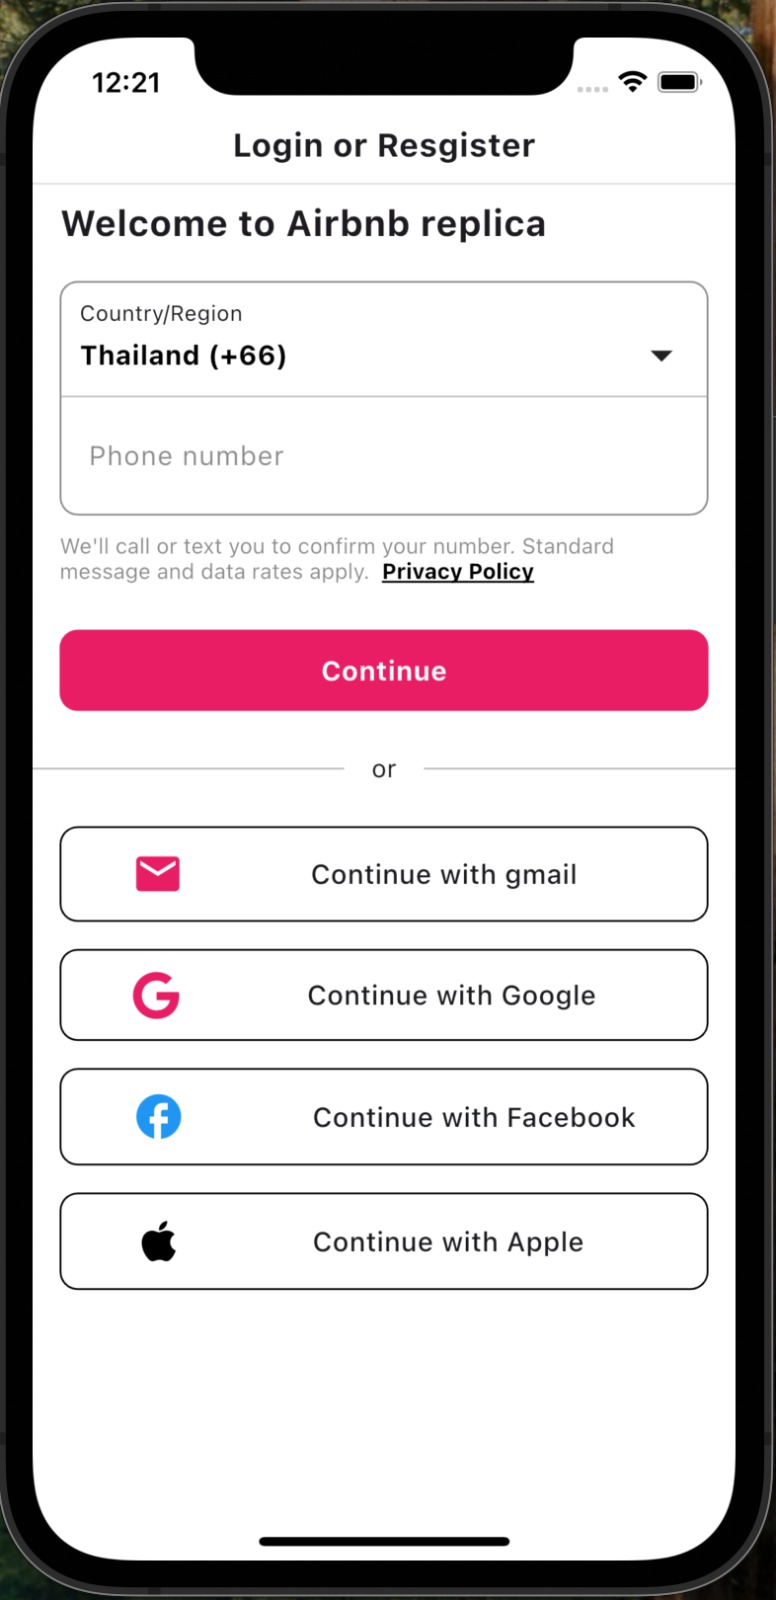 12:21
Login or Resgister
Welcome to Airbnb replica
Country/Region
Thailand (+66)
Phone number
We'll call or text you to confirm your number. Standard
message and data rates apply. Privacy Policy
Continue
or
Continue with gmail
Continue with Google
Continue with Facebook
Continue with Apple